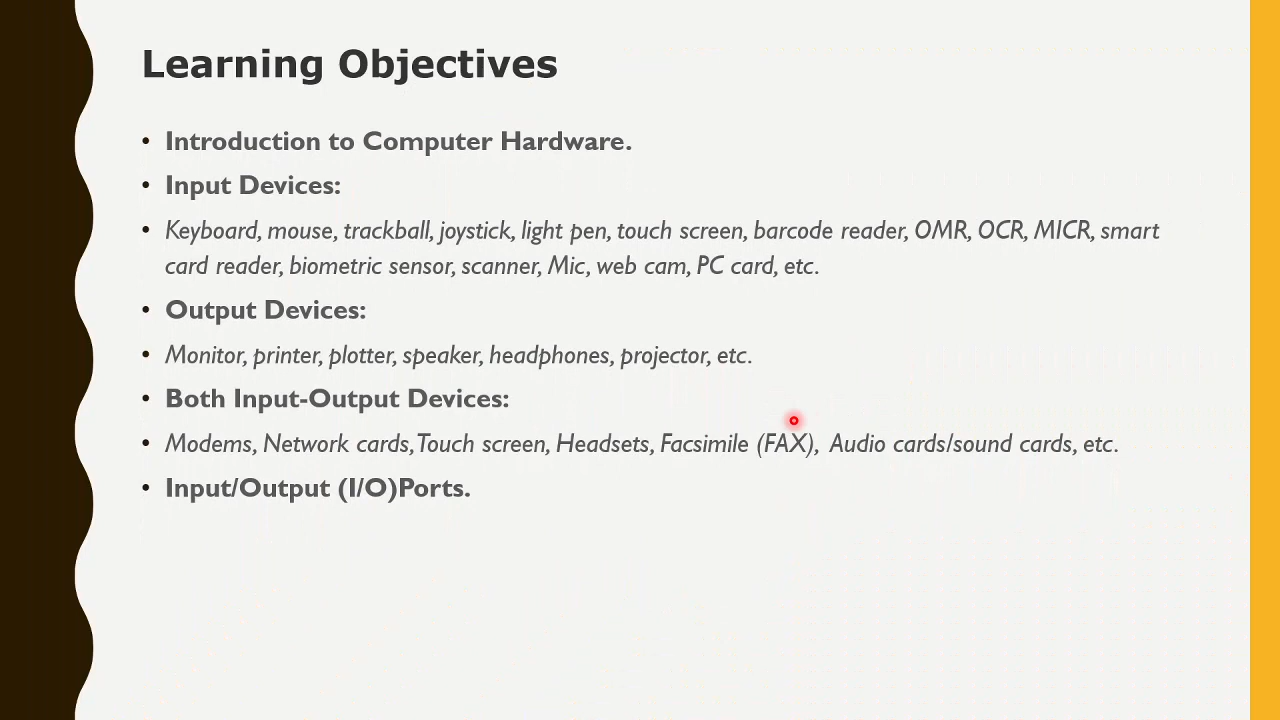 Learning Objectives
• Introduction to Computer Hardware.
• Input Devices:
• Keyboard, mouse, trackball, joystick, light pen, touch screen, barcode reader, OMR, OCR, MICR, smart
card reader, biometric sensor, scanner, Mic, web cam, PC card, etc.
• Output Devices:
• Monitor, printer, plotter, speaker, headphones, projector, etc.
• Both Input-Output Devices:
• Modems, Network cards, Touch screen, Headsets, Facsimile (FAX), Audio cards/sound cards, etc.
• Input/Output (I/O)Ports.